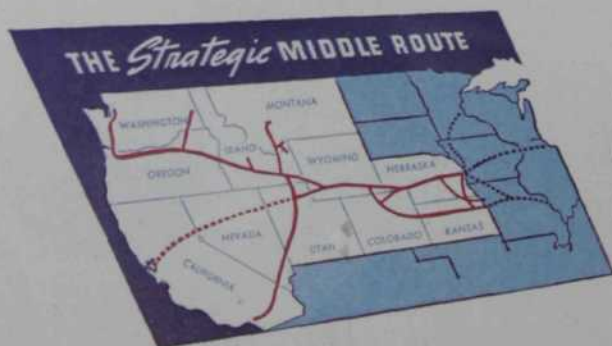 THE Strategic MIDDLE ROUTE
WASHINGTON
MONTANA
OREGON
IDAHO
WYOMING
NEBRASKA
NEVADA
UTAH
COLORADO
KANSAS
CALIFORNIA